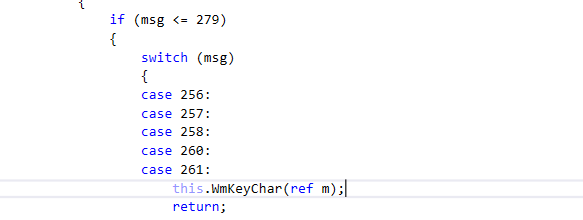 {
if (msg <= 279)
{
switch (msg)
{
case 256:
case 257:
case 258:
case 260:
case 261:
this.WmKeyChar(ref m);
return;